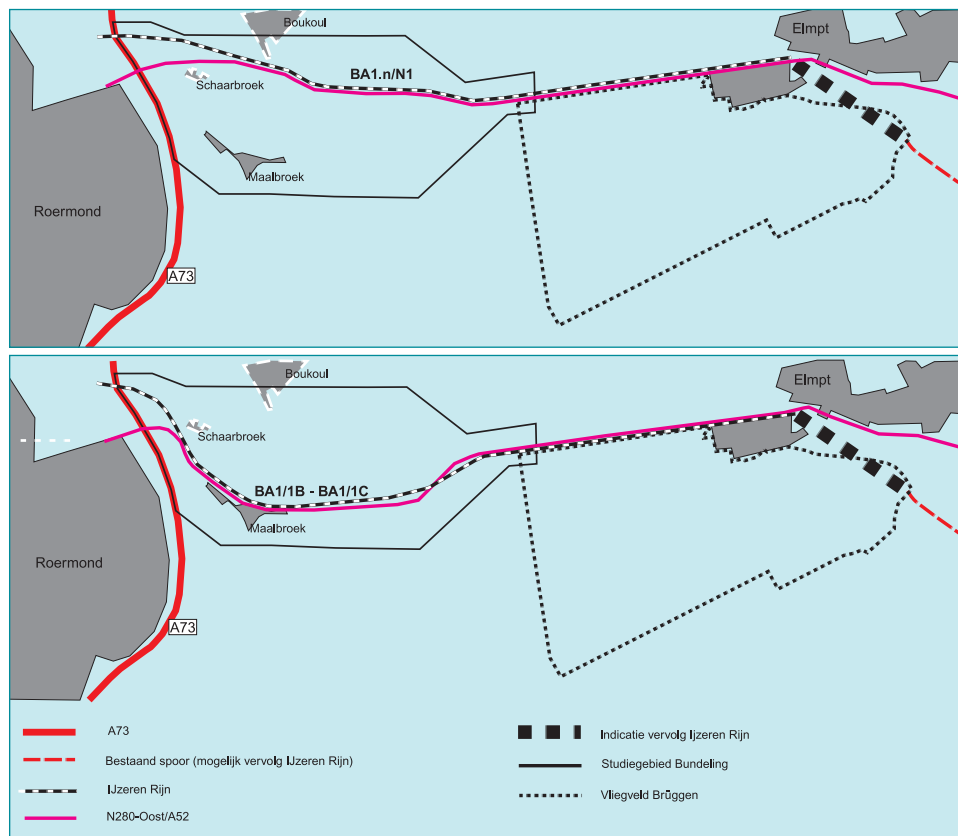 Boukoul
Elmpt
BA1.n/N1
Schaarbroek
Maalbroek
Roermond
A73
Boukoul
Elmpt
Schaarbroek
BA1/1B - BA1/1C
Maalbroek
Roermond
A73
A73
Bestaand spoor (mogelijk vervolg IJzeren Rijn)
IJzeren Rijn
N280-Oost/A52
Indicatie vervolg Ijzeren Rijn
Studiegebied Bundeling
Vliegveld Brüggen